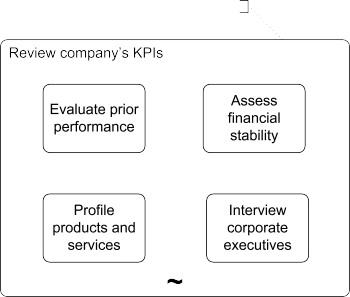 Review company's KPIs
Evaluate prior
performance
Assess
financial
stability
Profile
products and
services
Interview
corporate
executives
~